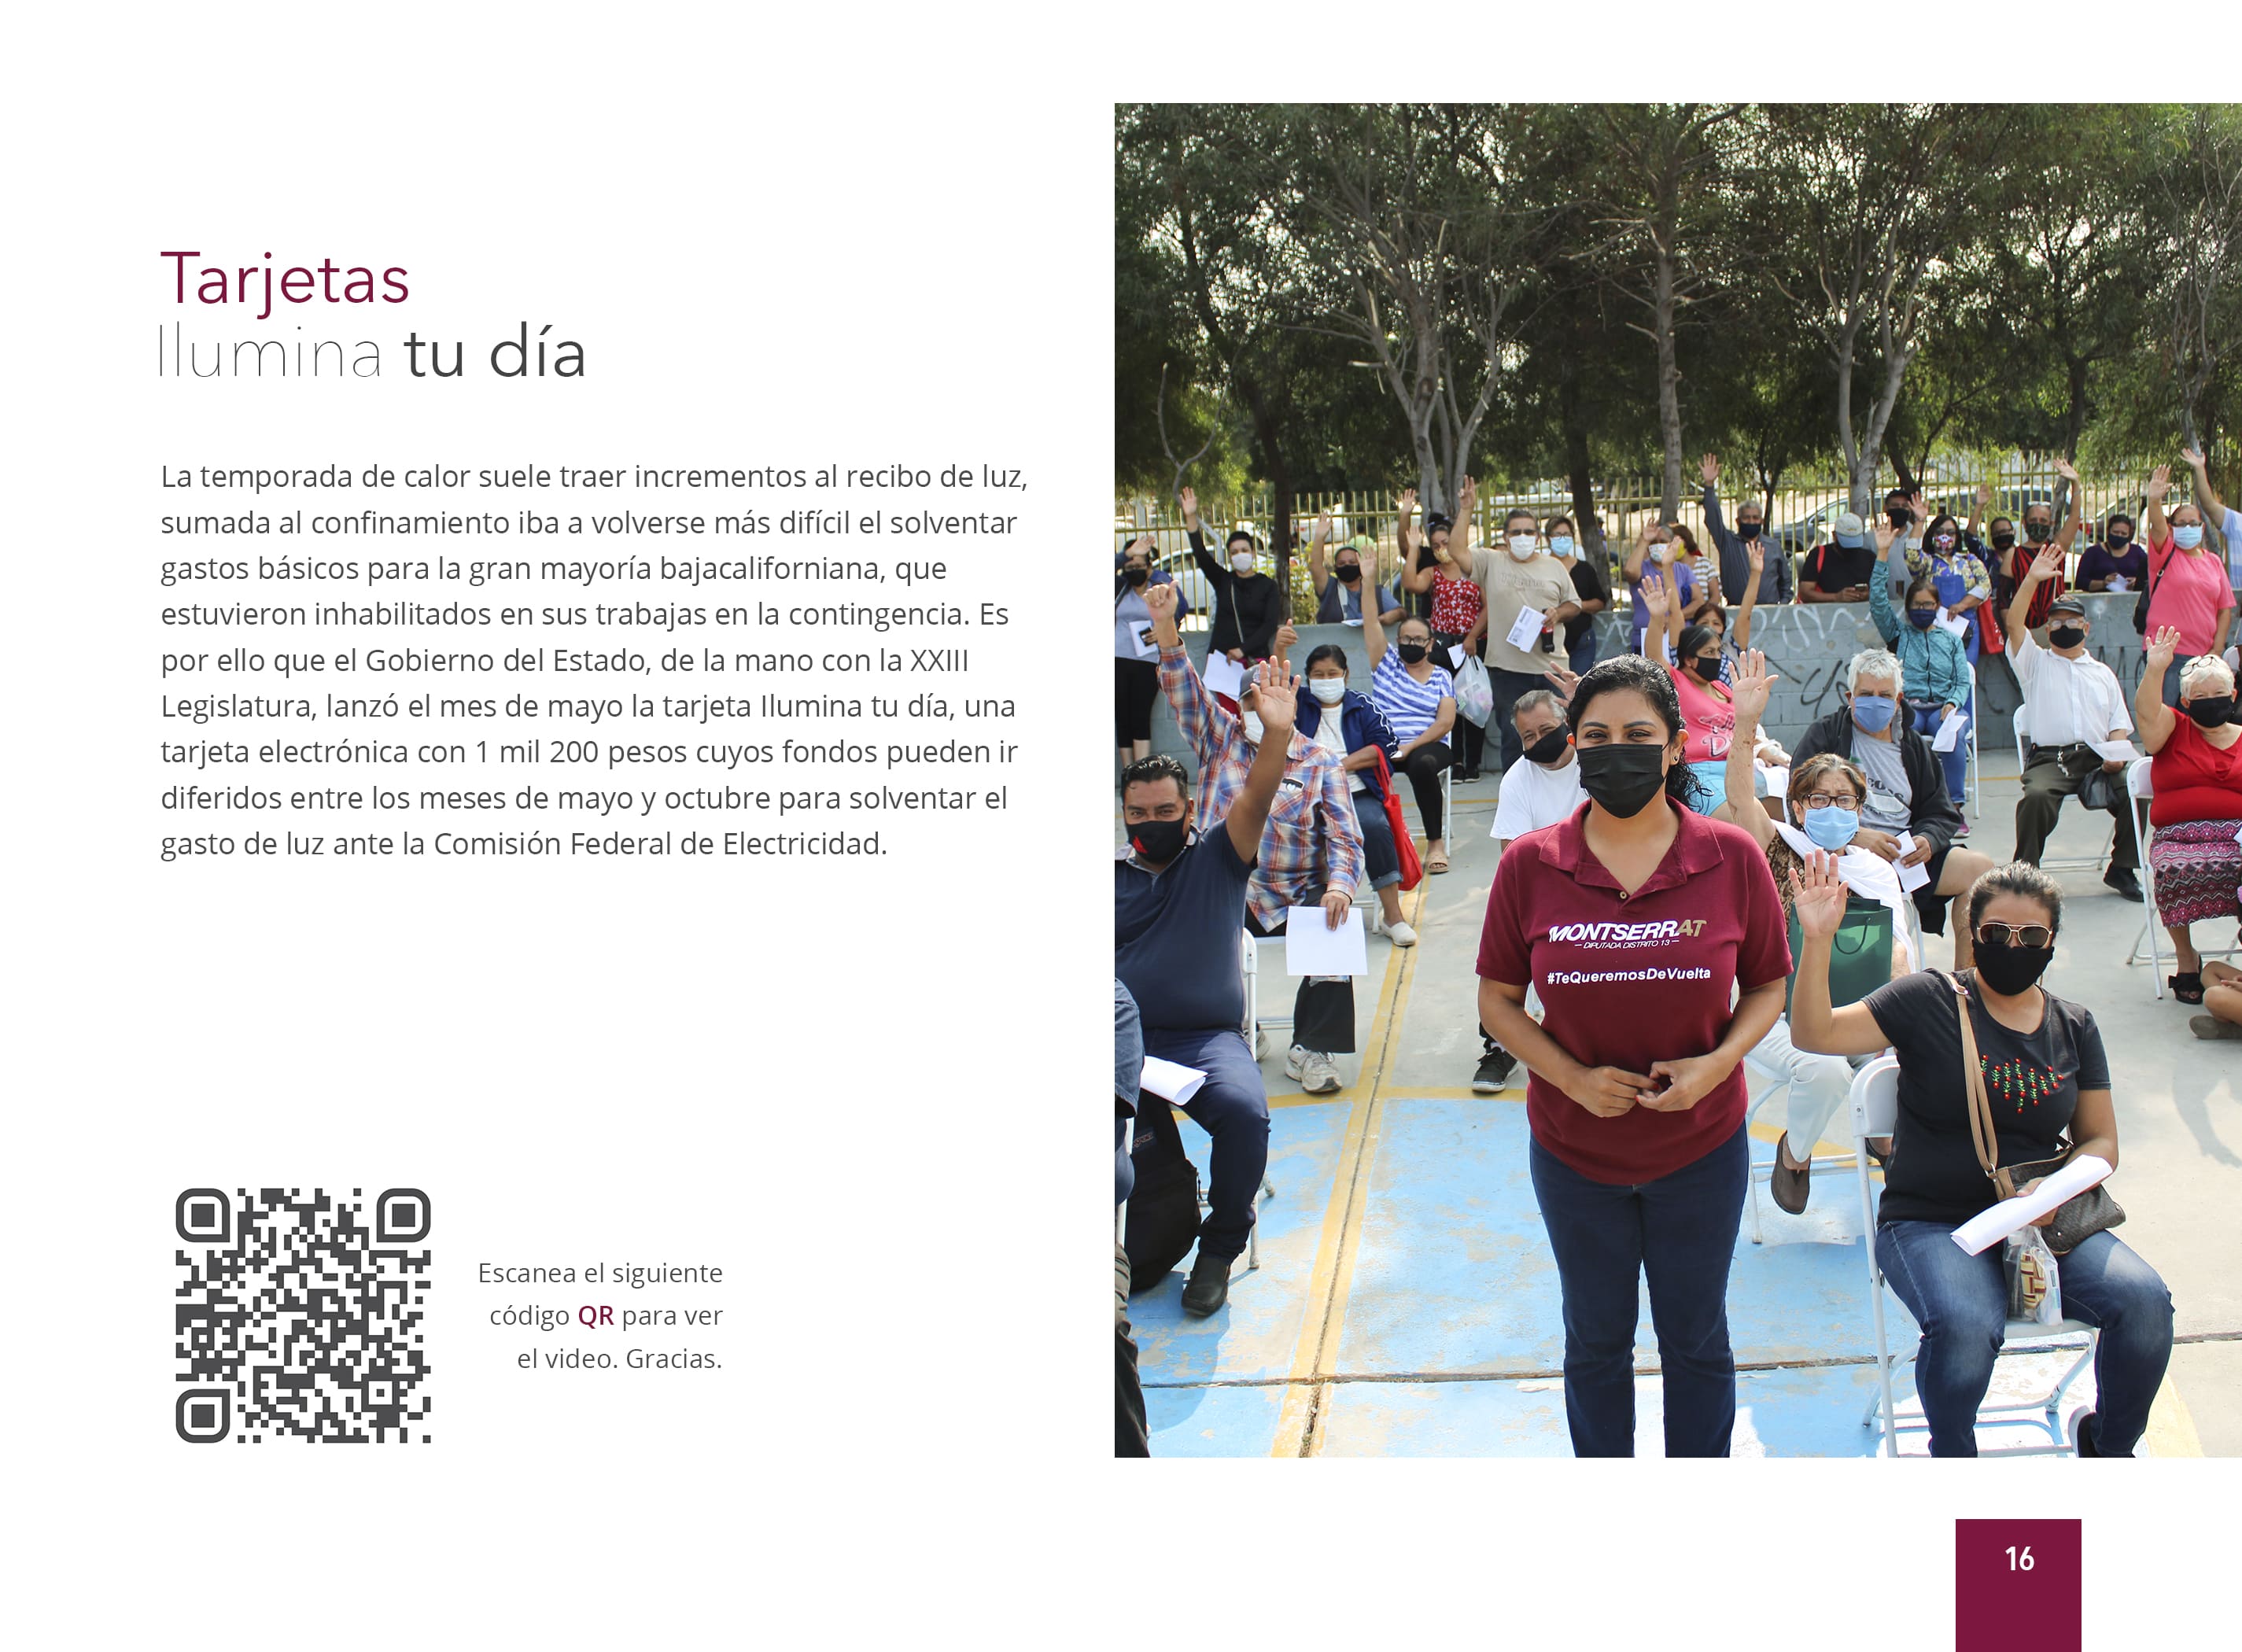 Tarjetas
Ilumina tu día
La temporada de calor suele traer incrementos al recibo de luz,
sumada al confinamiento iba a volverse más difícil el solventar
gastos básicos para la gran mayoría bajacaliforniana, que
estuvieron inhabilitados en sus trabajas en la contingencia. Es
por ello que el Gobierno del Estado, de la mano con la XXIII
Legislatura, lanzó el mes de mayo la tarjeta Ilumina tu día, una
tarjeta electrónica con 1 mil 200 pesos cuyos fondos pueden ir
diferidos entre los meses de mayo y octubre para solventar el
gasto de luz ante la Comisión Federal de Electricidad.
Escanea el siguiente
código QR para ver
el video. Gracias.
MONTSERRAT
— DIPUTADA DISTRITO 13 —
#TeQueremosDeVuelta
16